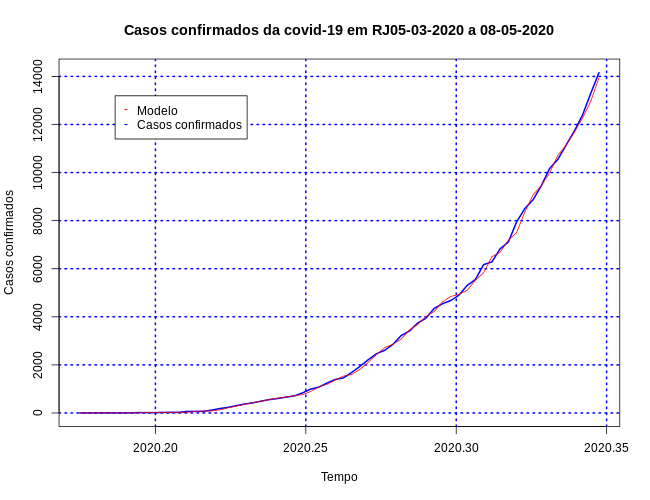 Casos confirmados da covid-19 em RJ05-03-2020 a 08-05-2020
14000
12000
10000
8000
6000
4000
2000
0
Casos confirmados
- Modelo
- Casos confirmados
2020.20 2020.25 2020.30 2020.35
Tempo